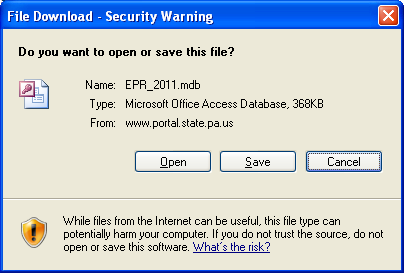 File Download - Security Warning
Do you want to open or save this file?
Name: EPR_2011.mdb
Type: Microsoft Office Access Database, 368KB
From: www.portal.state.pa.us
Open Save Cancel
While files from the Internet can be useful, this file type can
potentially harm your computer. If you do not trust the source, do not
open or save this software. What's the risk?